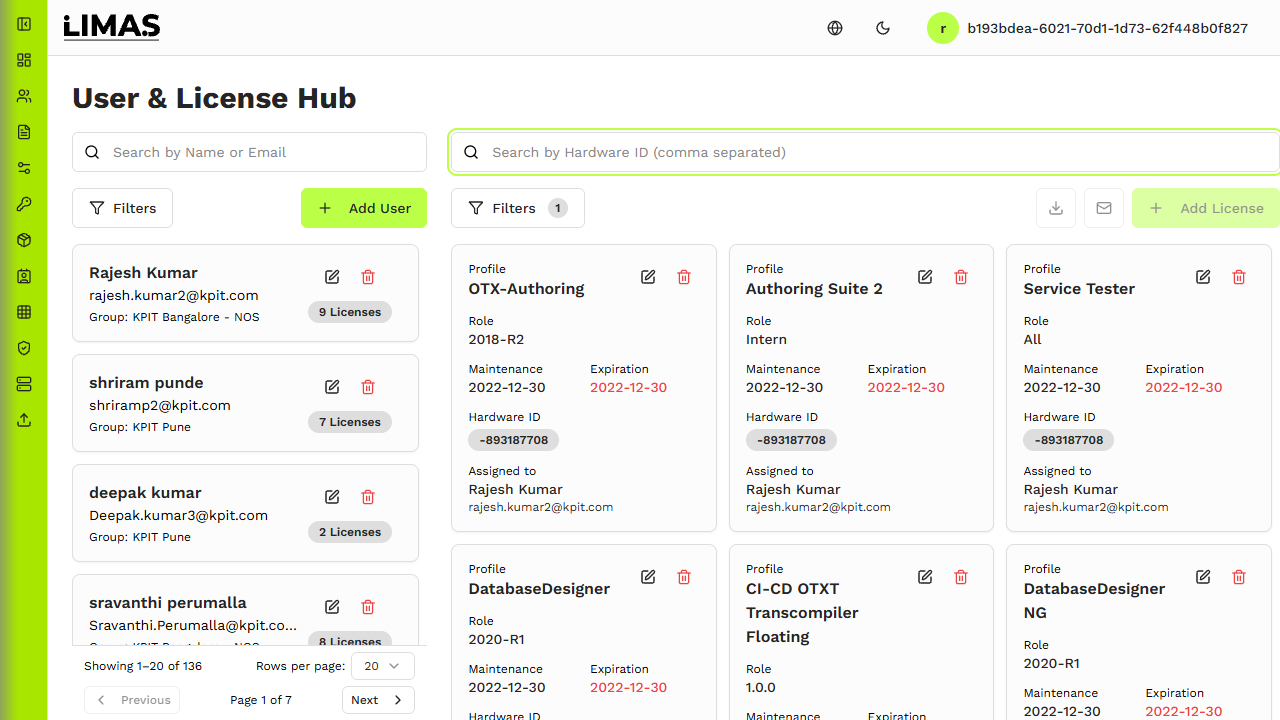 LIMAS
r
b193bdea-6021-70d1-1d73-62f448b0f827
User & License Hub
Search by Name or Email
Search by Hardware ID (comma separated)
Filters
Add User
Filters 1
Add License
Rajesh Kumar
rajesh.kumar2@kpit.com
Group: KPIT Bangalore - NOS
9 Licenses
shriram punde
shriramp2@kpit.com
Group: KPIT Pune
7 Licenses
deepak kumar
Deepak.kumar3@kpit.com
Group: KPIT Pune
2 Licenses
sravanthi perumalla
Sravanthi.Perumalla@kpit.co...
8 Licenses
Showing 1–20 of 136
Rows per page: 20
Previous
Page 1 of 7
Next
Profile
OTX-Authoring
Role
2018-R2
Maintenance Expiration
2022-12-30 2022-12-30
Hardware ID
-893187708
Assigned to
Rajesh Kumar
rajesh.kumar2@kpit.com
Profile
Authoring Suite 2
Role
Intern
Maintenance Expiration
2022-12-30 2022-12-30
Hardware ID
-893187708
Assigned to
Rajesh Kumar
rajesh.kumar2@kpit.com
Profile
Service Tester
Role
All
Maintenance Expiration
2022-12-30 2022-12-30
Hardware ID
-893187708
Assigned to
Rajesh Kumar
rajesh.kumar2@kpit.com
Profile
DatabaseDesigner
Role
2020-R1
Maintenance Expiration
2022-12-30 2022-12-30
Hardware ID
Profile
CI-CD OTXT
Transcompiler
Floating
Role
1.0.0
Maintenance Expiration
Profile
DatabaseDesigner
NG
Role
2020-R1
Maintenance Expiration
2022-12-30 2022-12-30